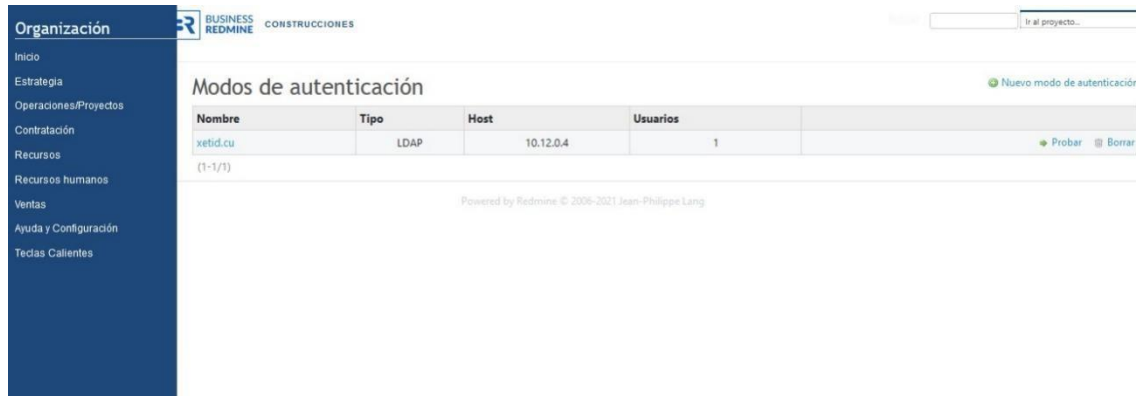 Organización
Inicio
Estrategia
Operaciones/Proyectos
Contratación
Recursos
Recursos humanos
Ventas
Ayuda y Configuración
Teclas Calientes
BUSINESS
REDMINE
CONSTRUCCIONES
Ir al proyecto...
Modos de autenticación
Nuevo modo de autenticación
Nombre Tipo Host Usuarios
xetid.cu LDAP 10.12.0.4 1 Probar Borrar
(1-1/1)
Powered by Redmine © 2006-2021 Jean-Philippe Lang